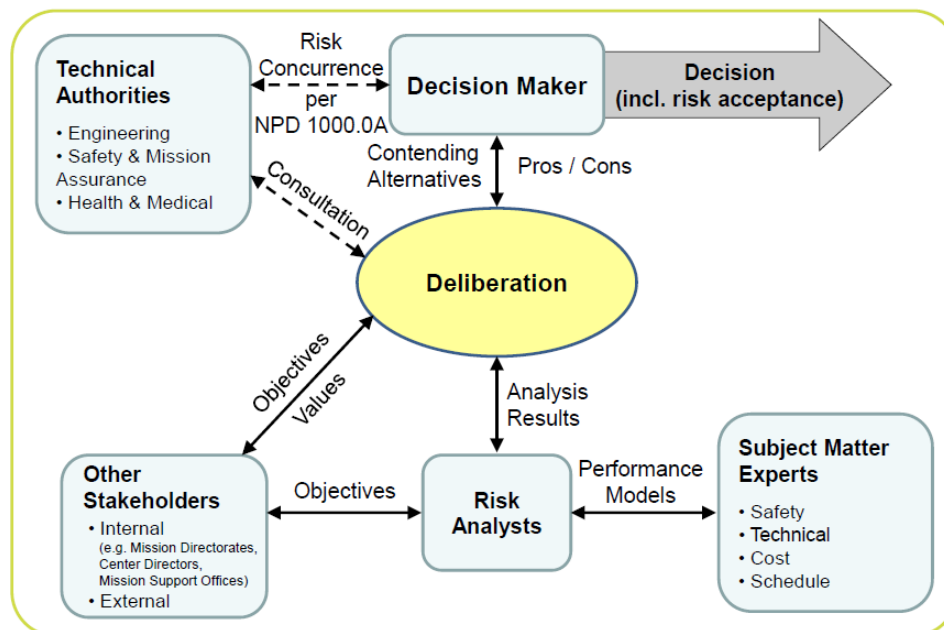 Technical
Authorities
• Engineering
• Safety & Mission
Assurance
• Health & Medical
Risk
Concurrence
per
NPD 1000.0A
Decision Maker
Decision
(incl. risk acceptance)
Contending
Alternatives
Pros / Cons
Consultation
Deliberation
Objectives
Values
Analysis
Results
Other
Stakeholders
• Internal
(e.g. Mission Directorates,
Center Directors,
Mission Support Offices)
• External
Objectives
Risk
Analysts
Performance
Models
Subject Matter
Experts
• Safety
• Technical
• Cost
• Schedule